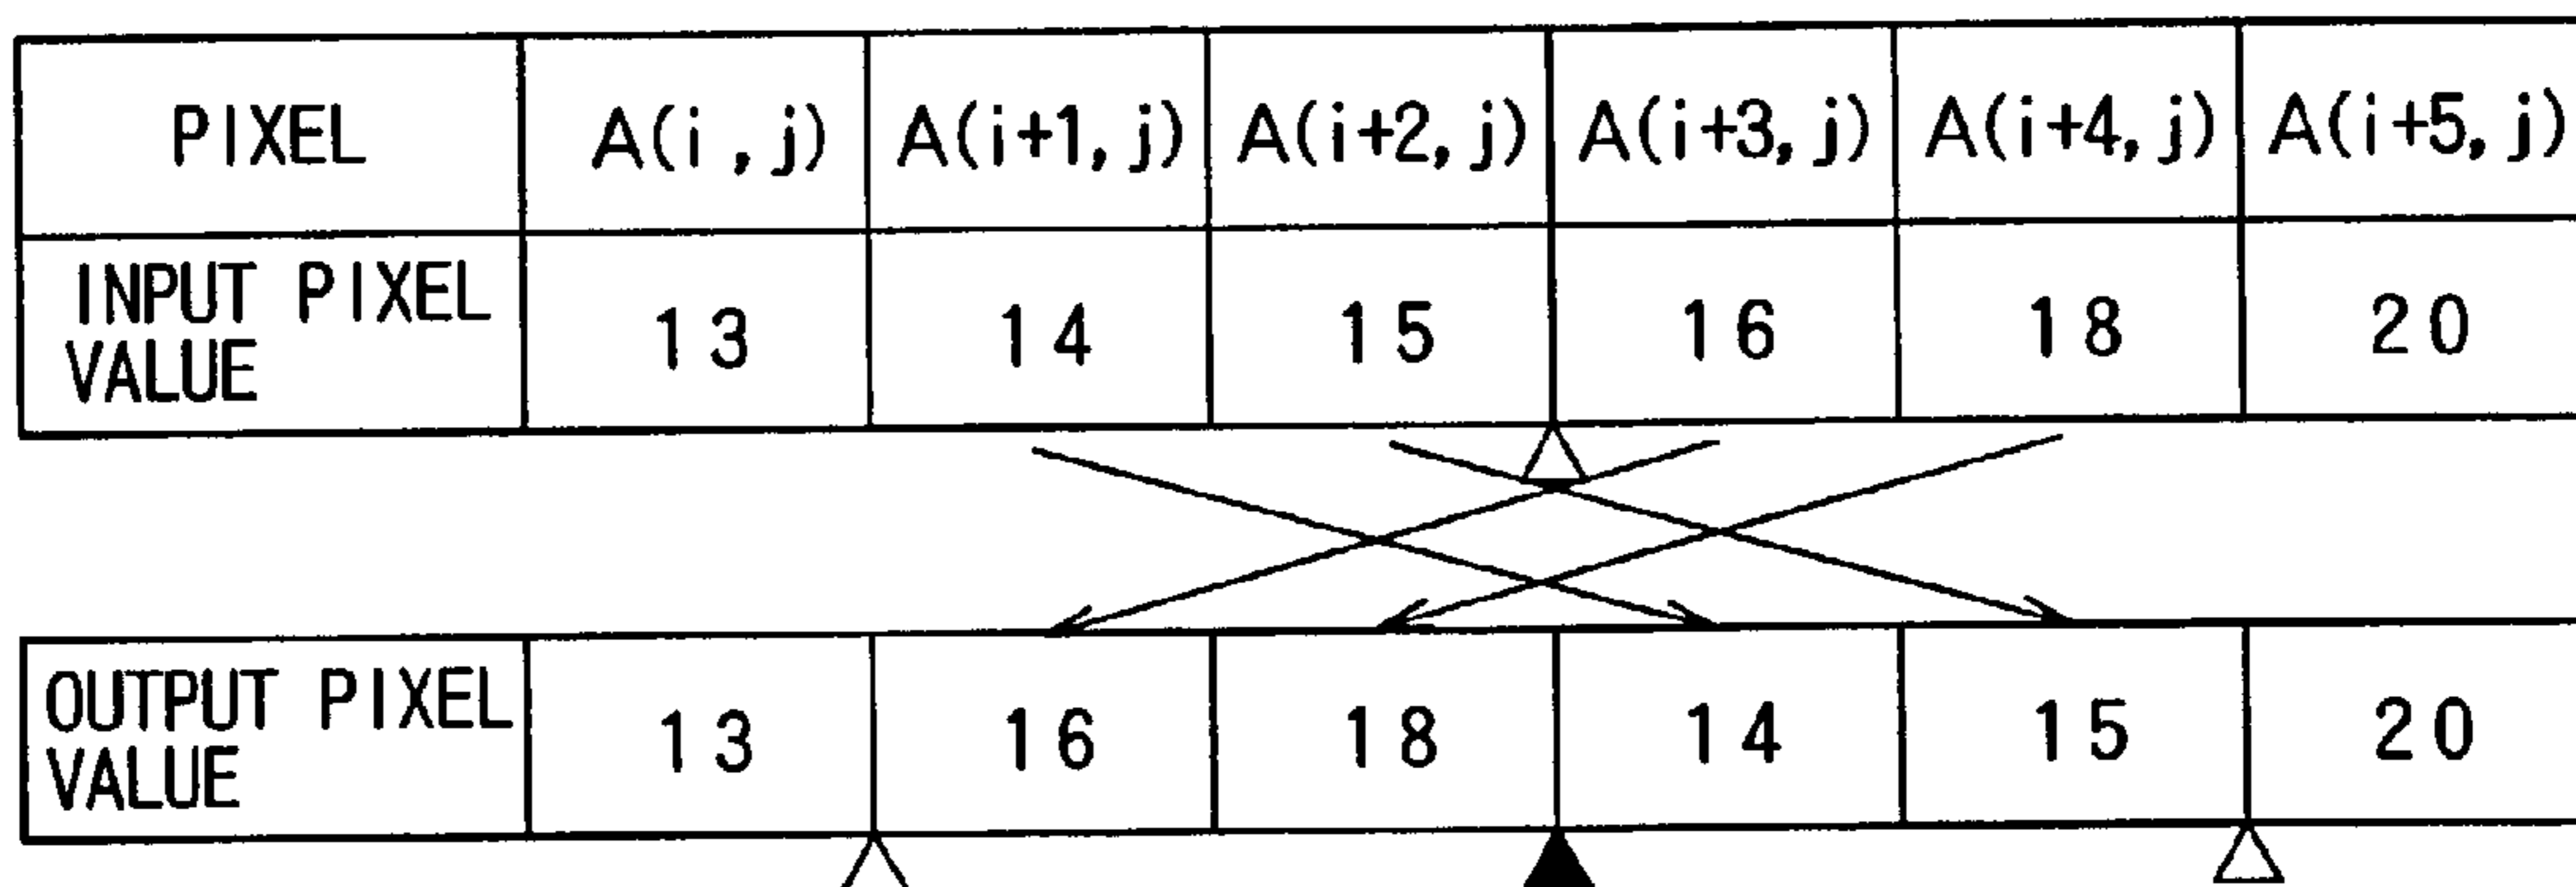 PIXEL A(i,j) A(i+1,j) A(i+2,j) A(i+3,j) A(i+4,j) A(i+5,j)
INPUT PIXEL VALUE 13 14 15 16 18 20
OUTPUT PIXEL VALUE 13 16 18 14 15 20